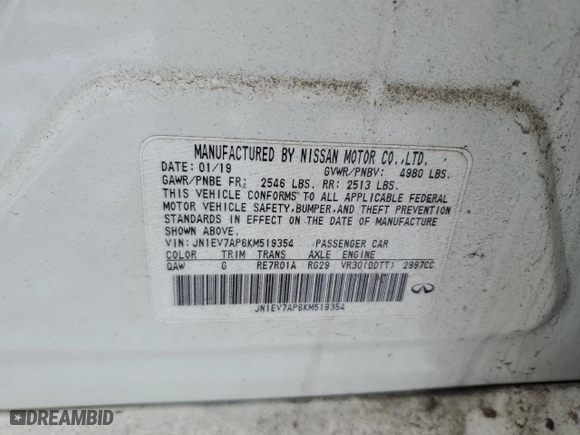 MANUFACTURED BY NISSAN MOTOR CO.,LTD.
DATE: 01/19 GVWR/PNBV: 4980 LBS.
GAWR/PNBE FR: 2546 LBS. RR: 2513 LBS.
THIS VEHICLE CONFORMS TO ALL APPLICABLE FEDERAL
MOTOR VEHICLE SAFETY, BUMPER, AND THEFT PREVENTION
STANDARDS IN EFFECT ON THE DATE OF MANUFACTURE
SHOWN ABOVE.
VIN: JN1EV7AP6KM519354 PASSENGER CAR
COLOR TRIM TRANS AXLE ENGINE
QAW G RE7R01A RG29 VR30(DDTT) 2997CC
JN1EV7AP6KM519354
DREAMBID